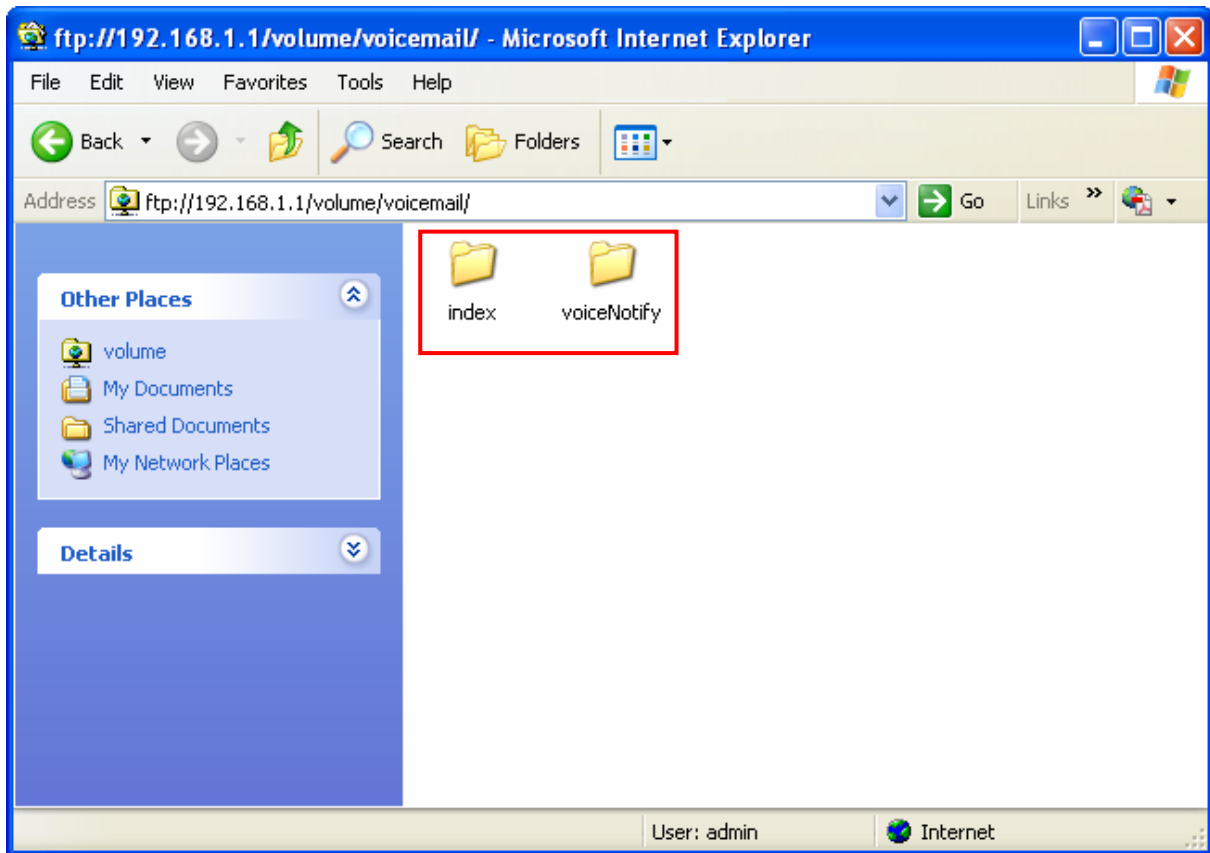 ftp://192.168.1.1/volume/voicemail/ - Microsoft Internet Explorer
File Edit View Favorites Tools Help
Back Search Folders
Address ftp://192.168.1.1/volume/voicemail/ Go Links »
Other Places
volume
My Documents
Shared Documents
My Network Places
Details
index voiceNotify
User: admin Internet